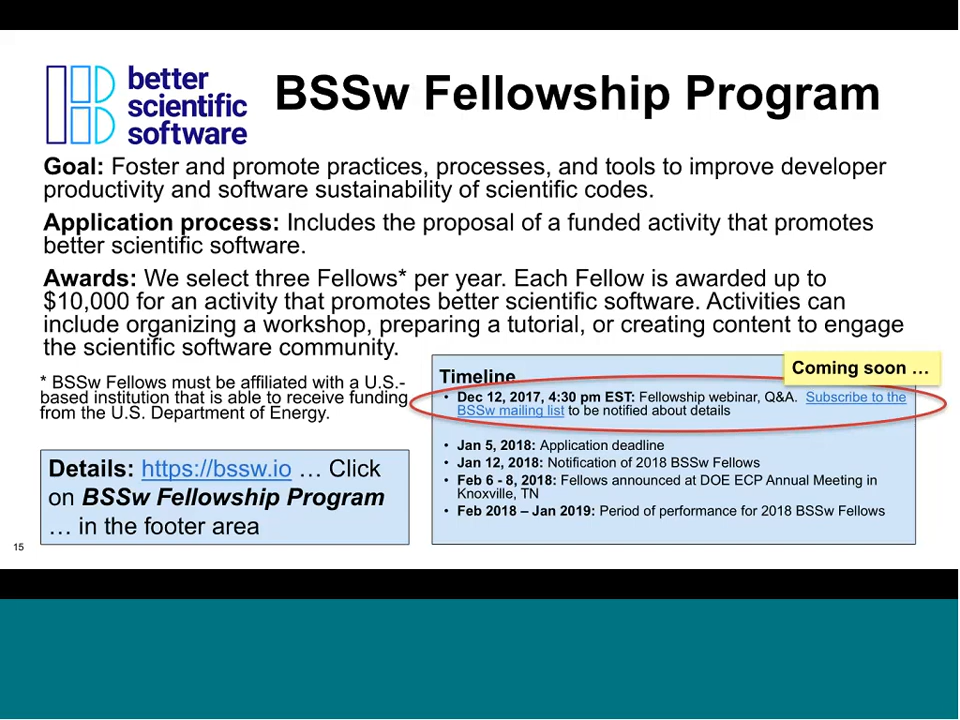 better
scientific
software
BSSw Fellowship Program
Goal: Foster and promote practices, processes, and tools to improve developer
productivity and software sustainability of scientific codes.
Application process: Includes the proposal of a funded activity that promotes
better scientific software.
Awards: We select three Fellows* per year. Each Fellow is awarded up to
$10,000 for an activity that promotes better scientific software. Activities can
include organizing a workshop, preparing a tutorial, or creating content to engage
the scientific software community.
* BSSw Fellows must be affiliated with a U.S.-
based institution that is able to receive funding
from the U.S. Department of Energy.
Details: https://bssw.io … Click
on BSSw Fellowship Program
… in the footer area
Coming soon …
Timeline
• Dec 12, 2017, 4:30 pm EST: Fellowship webinar, Q&A. Subscribe to the
BSSw mailing list to be notified about details
• Jan 5, 2018: Application deadline
• Jan 12, 2018: Notification of 2018 BSSw Fellows
• Feb 6 - 8, 2018: Fellows announced at DOE ECP Annual Meeting in
Knoxville, TN
• Feb 2018 – Jan 2019: Period of performance for 2018 BSSw Fellows
15